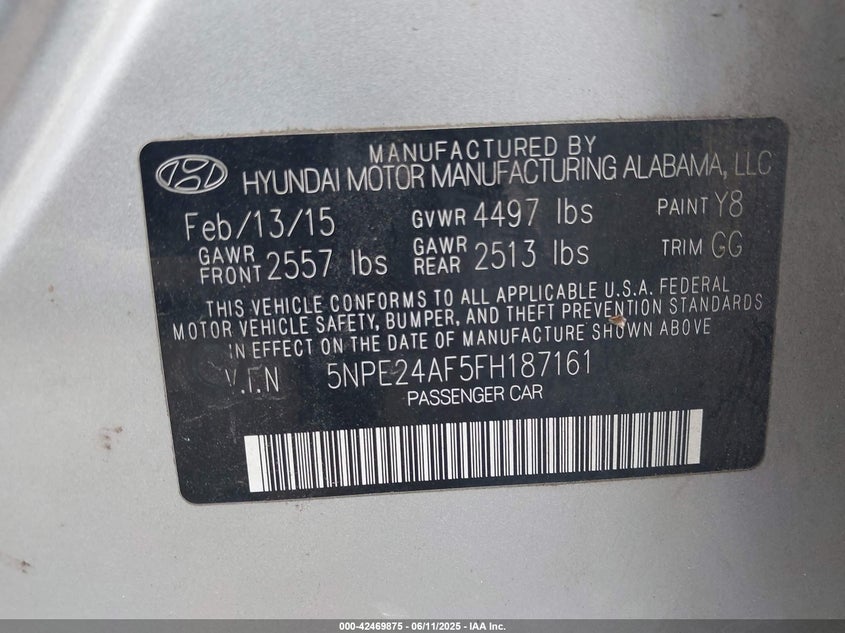 MANUFACTURED BY
HYUNDAI MOTOR MANUFACTURING ALABAMA, LLC
Feb/13/15 GVWR 4497 lbs PAINT Y8
GAWR FRONT 2557 lbs GAWR REAR 2513 lbs TRIM GG
THIS VEHICLE CONFORMS TO ALL APPLICABLE U.S.A. FEDERAL
MOTOR VEHICLE SAFETY, BUMPER, AND THEFT PREVENTION STANDARDS
IN EFFECT ON THE DATE OF MANUFACTURE SHOWN ABOVE
V.I.N 5NPE24AF5FH187161
PASSENGER CAR
000-42469875 - 06/11/2025 - IAA Inc.